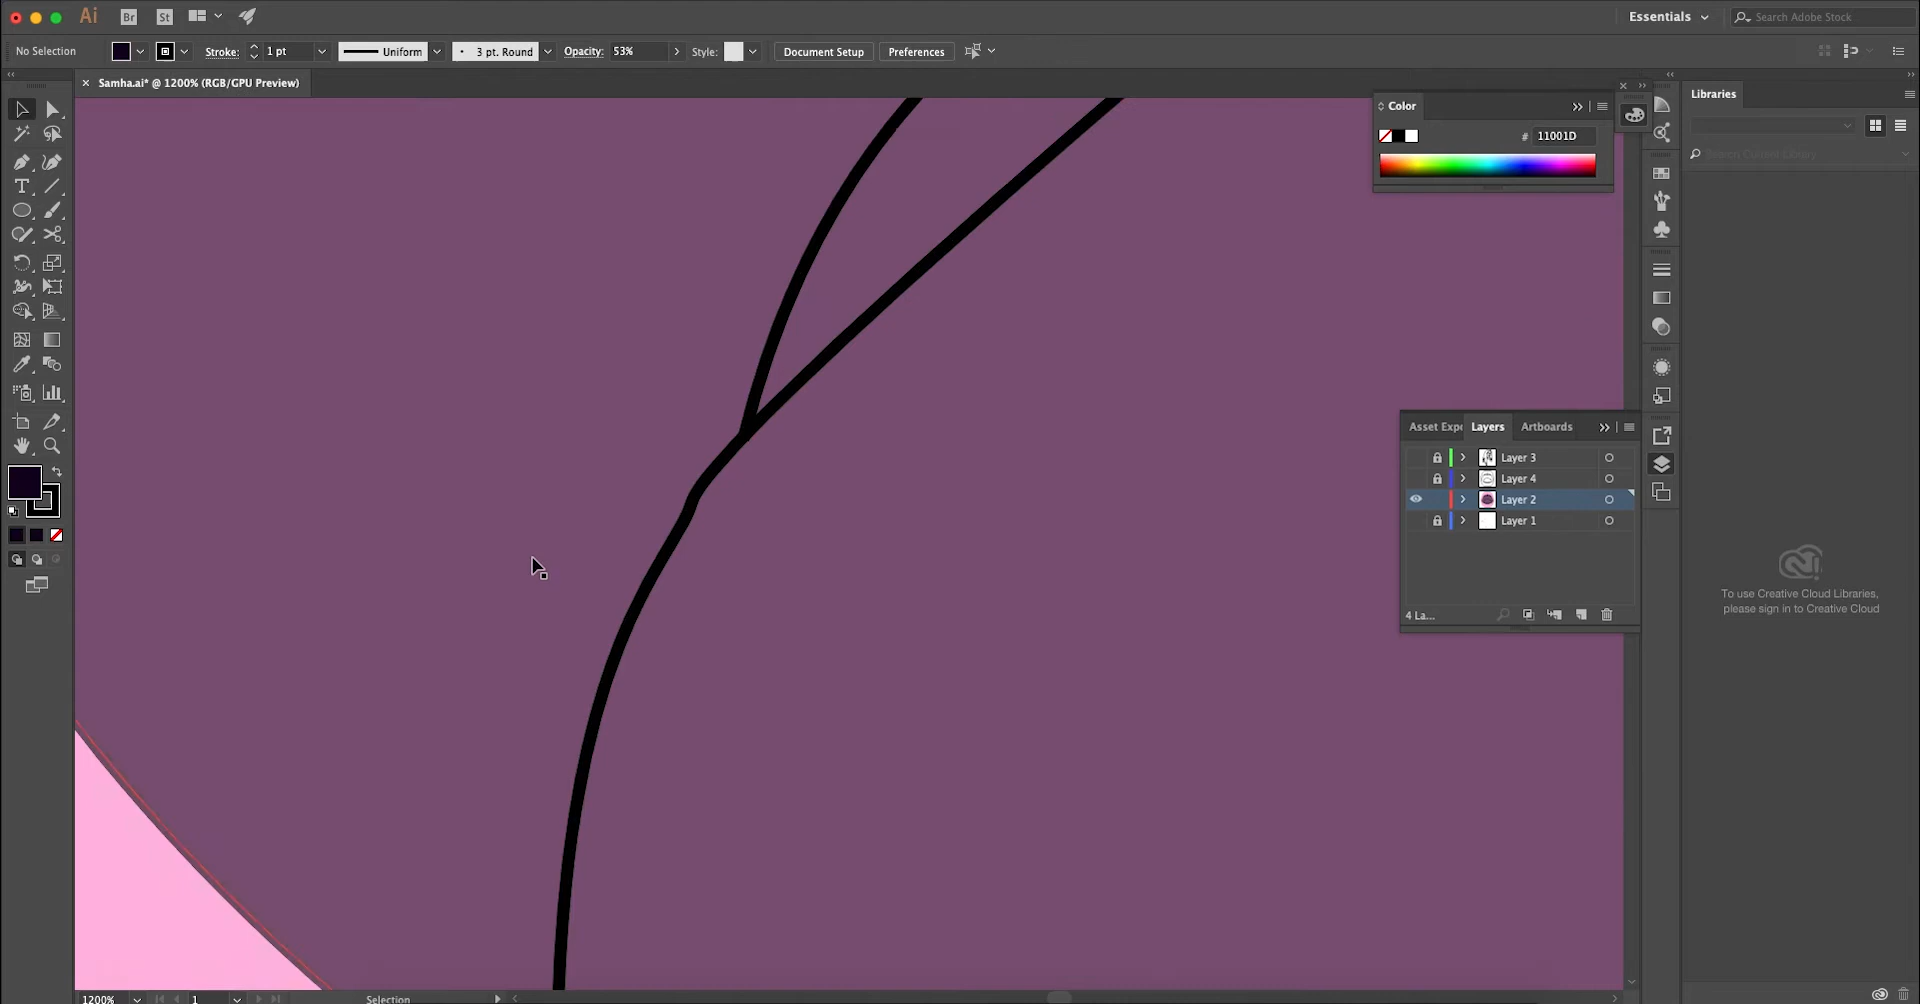 Ai Br St Essentials Search Adobe Stock
No Selection Stroke: 1 pt Uniform 3 pt. Round Opacity: 53% Style: Document Setup Preferences
Samha.ai* @ 1200% (RGB/GPU Preview)
Color
# 11001D
Libraries
Search Current Library
Asset Expo Layers Artboards
Layer 3
Layer 4
Layer 2
Layer 1
4 La...
To use Creative Cloud Libraries,
please sign in to Creative Cloud
1200% 1 Selection